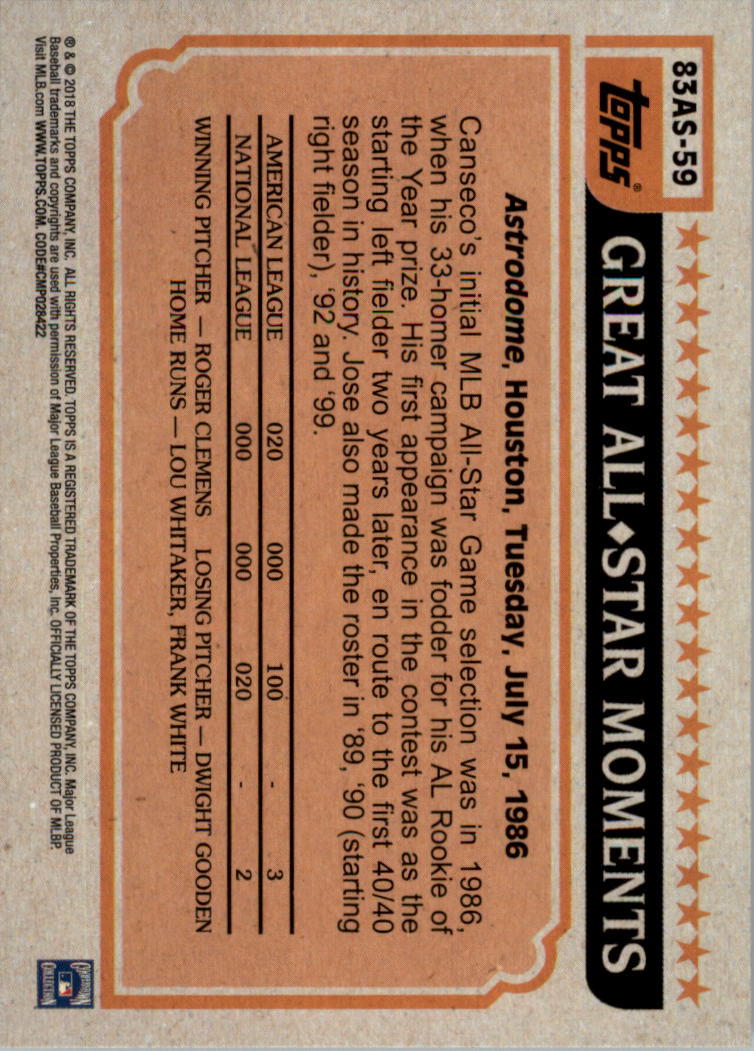 83AS-59
Topps®
GREAT ALL♦STAR MOMENTS
Astrodome, Houston, Tuesday, July 15, 1986
Canseco's initial MLB All-Star Game selection was in 1986,
when his 33-homer campaign was fodder for his AL Rookie of
the Year prize. His first appearance in the contest was as the
starting left fielder two years later, en route to the first 40/40
season in history. Jose also made the roster in '89, '90 (starting
right fielder), '92 and '99.
AMERICAN LEAGUE 020 000 100 - 3
NATIONAL LEAGUE 000 000 020 - 2
WINNING PITCHER — ROGER CLEMENS LOSING PITCHER — DWIGHT GOODEN
HOME RUNS — LOU WHITAKER, FRANK WHITE
® & © 2018 THE TOPPS COMPANY, INC. ALL RIGHTS RESERVED. TOPPS IS A REGISTERED TRADEMARK OF THE TOPPS COMPANY, INC. Major League
Baseball trademarks and copyrights are used with permission of Major League Baseball Properties, Inc. OFFICIALLY LICENSED PRODUCT OF MLBP.
Visit MLB.com WWW.TOPPS.COM. CODE#CMP028422
COOPERSTOWN
COLLECTION